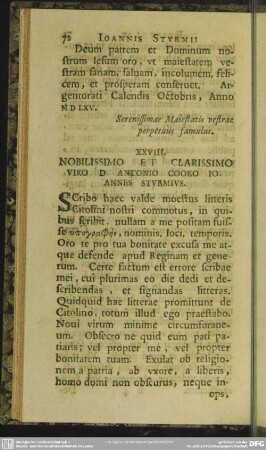 72 IOANNIS STVRMII
Deum patrem et Dominum no-
strum Iesum oro, vt maiestatem ve-
stram sanam, saluam, incolumem, feli-
cem, et prosperam conseruet. Ar-
gentorati Calendis Octobris, Anno
MDLXV.
Serenissimae Maiestatis vestrae
perpetuus famulus.
XXVIII.
NOBILISSIMO ET CLARISSIMO
VIRO D ANTONIO COOKO IO-
ANNES STVRMIVS.
Scribo haec valde moestus litteris
Citolini nostri commotus, in qui-
bus scribit, nullam a me positam fuis-
se ὑπογραφὴν, nominis, loci, temporis.
Oro te pro tua bonitate excusa me at-
que defende apud Reginam et gene-
rum. Certe factum est errore scribae
mei, cui plurimas eo die dedi et de-
scribendas, et signandas litteras.
Quidquid hae litterae promittunt de
Citolino, totum illud ego praestabo.
Noui virum minime circumforane-
um. Obsecro ne quid eum pati pa-
tiaris; vel propter me, vel propter
bonitatem tuam. Exulat ob religio-
nem a patria, ab vxore, a liberis,
homo domi non obscurus, neque in-
ops,
DFG